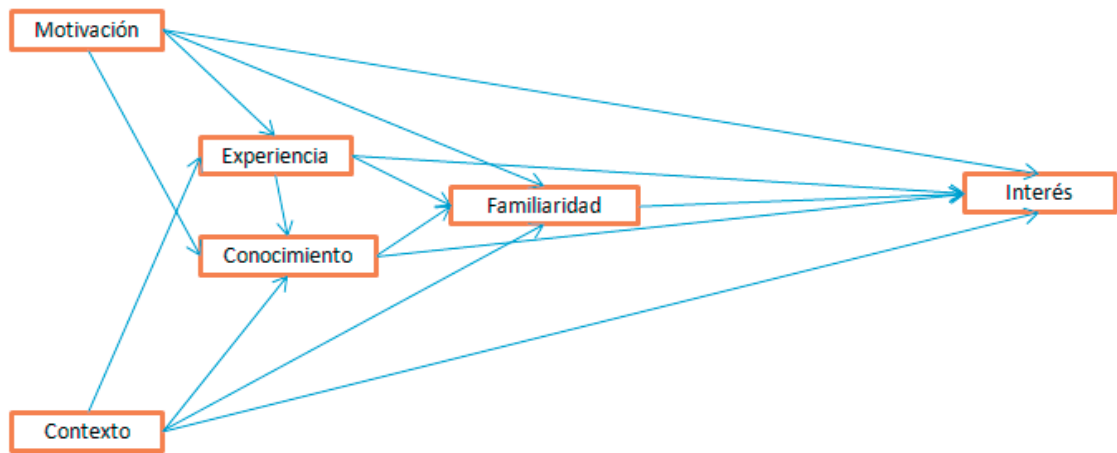 Motivación
Experiencia
Familiaridad
Interés
Conocimiento
Contexto